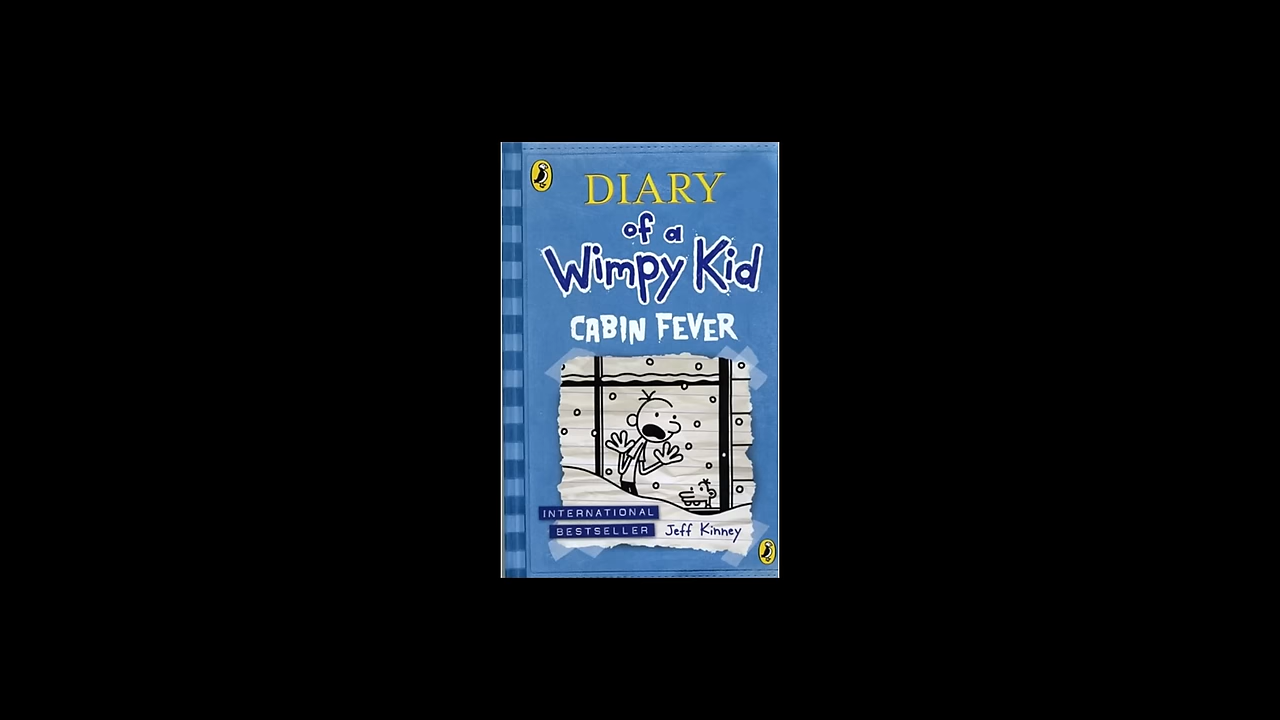 DIARY
of a
Wimpy Kid
CABIN FEVER
INTERNATIONAL
BESTSELLER
Jeff Kinney